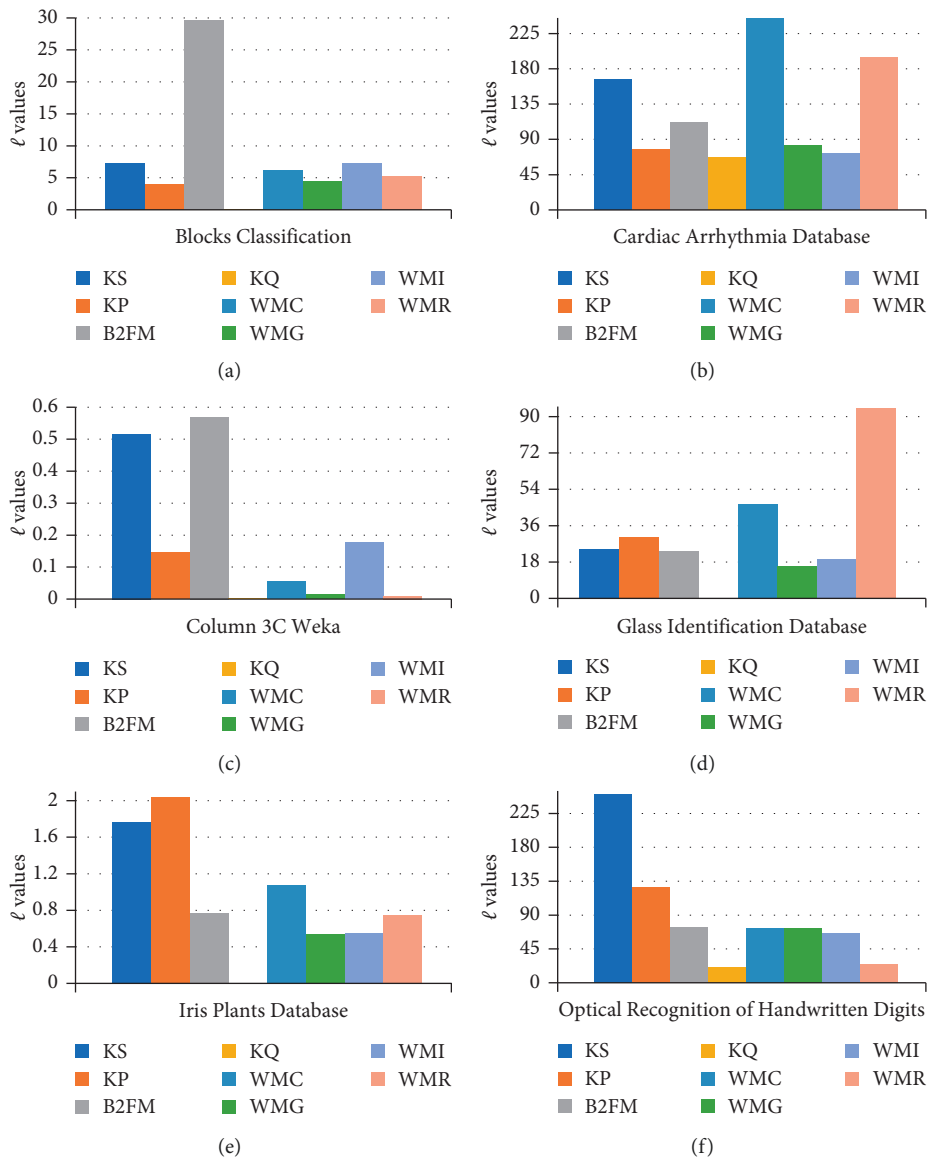 30
25
20
15
10
5
0
ℓ values
Blocks Classification
KS KQ WMI
KP WMC WMR
B2FM WMG
(a)
225
180
135
90
45
0
ℓ values
Cardiac Arrhythmia Database
KS KQ WMI
KP WMC WMR
B2FM WMG
(b)
0.6
0.5
0.4
0.3
0.2
0.1
0
ℓ values
Column 3C Weka
KS KQ WMI
KP WMC WMR
B2FM WMG
(c)
90
72
54
36
18
0
ℓ values
Glass Identification Database
KS KQ WMI
KP WMC WMR
B2FM WMG
(d)
2
1.6
1.2
0.8
0.4
0
ℓ values
Iris Plants Database
KS KQ WMI
KP WMC WMR
B2FM WMG
(e)
225
180
135
90
45
0
ℓ values
Optical Recognition of Handwritten Digits
KS KQ WMI
KP WMC WMR
B2FM WMG
(f)